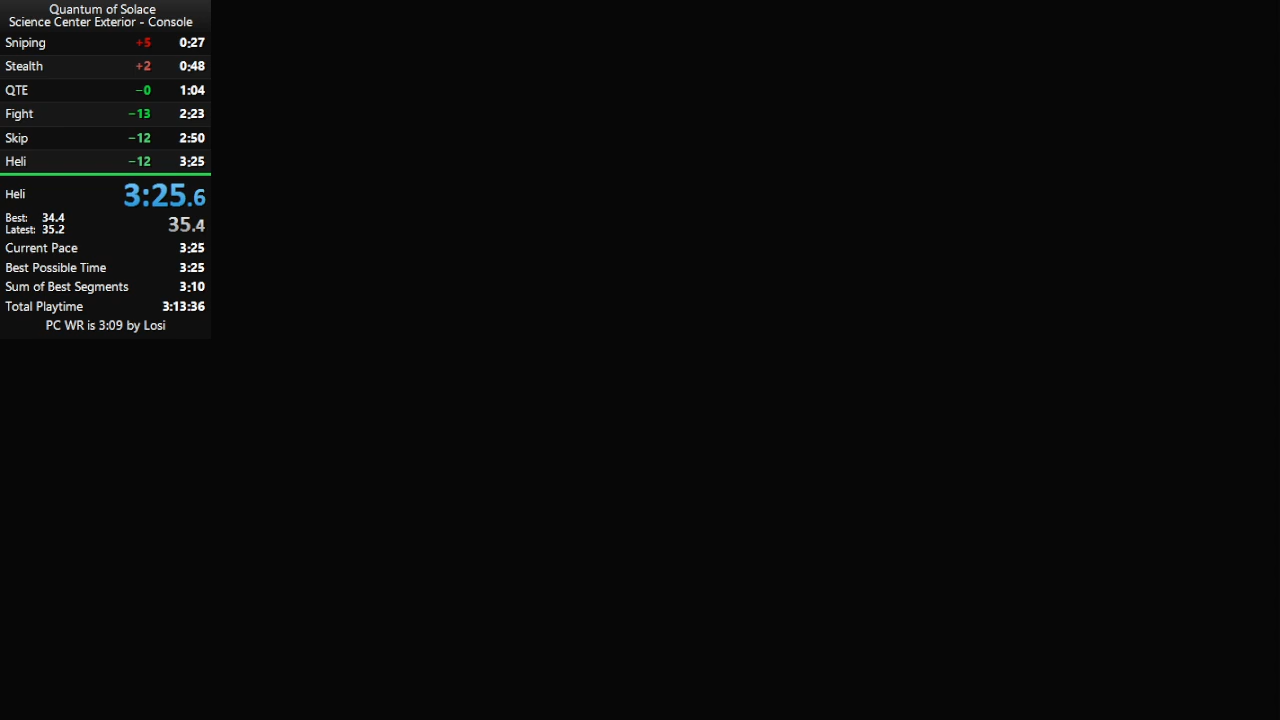 Quantum of Solace
Science Center Exterior - Console
Sniping +5 0:27
Stealth +2 0:48
QTE −0 1:04
Fight −13 2:23
Skip −12 2:50
Heli −12 3:25
Heli 3:25.6
Best: 34.4
Latest: 35.2 35.4
Current Pace 3:25
Best Possible Time 3:25
Sum of Best Segments 3:10
Total Playtime 3:13:36
PC WR is 3:09 by Losi